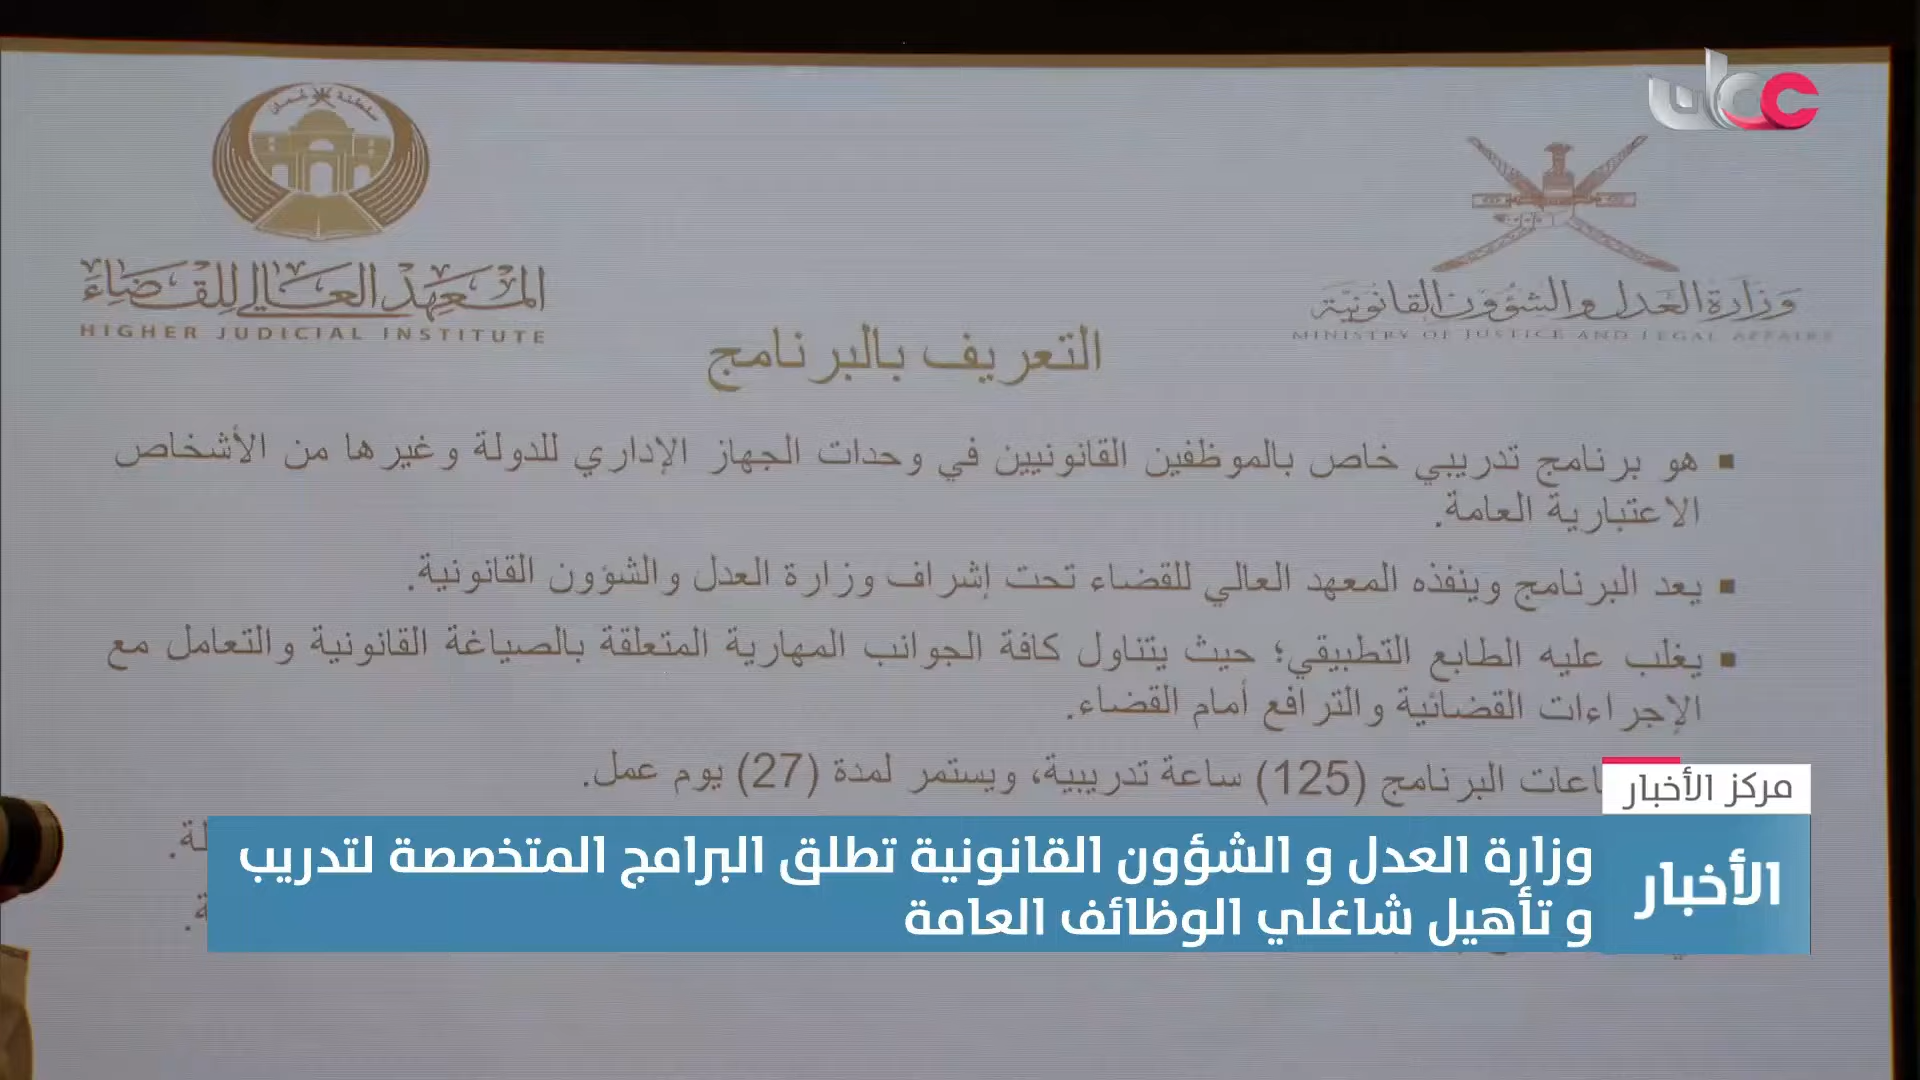 سلطنة عُمان
المعهد العالي للقضاء
HIGHER JUDICIAL INSTITUTE
وزارة العدل والشؤون القانونية
MINISTRY OF JUSTICE AND LEGAL AFFAIRS
التعريف بالبرنامج
▪ هو برنامج تدريبي خاص بالموظفين القانونيين في وحدات الجهاز الإداري للدولة وغيرها من الأشخاص
الاعتبارية العامة.
▪ يعد البرنامج وينفذه المعهد العالي للقضاء تحت إشراف وزارة العدل والشؤون القانونية.
▪ يغلب عليه الطابع التطبيقي؛ حيث يتناول كافة الجوانب المهارية المتعلقة بالصياغة القانونية والتعامل مع
الإجراءات القضائية والترافع أمام القضاء.
البرنامج (125) ساعة تدريبية، ويستمر لمدة (27) يوم عمل.
مركز الأخبار
الأخبار
وزارة العدل و الشؤون القانونية تطلق البرامج المتخصصة لتدريب
و تأهيل شاغلي الوظائف العامة